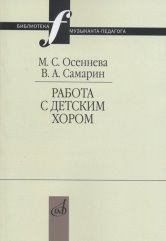 БИБЛИОТЕКА
МУЗЫКАНТА-ПЕДАГОГА
М. С. Осеннева
В. А. Самарин
РАБОТА
С ДЕТСКИМ
ХОРОМ